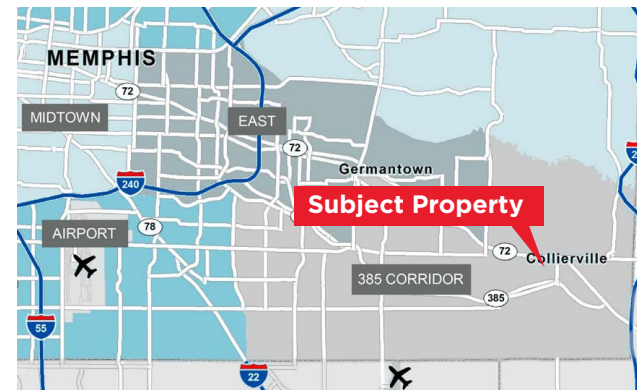 MEMPHIS
72
MIDTOWN
EAST
72
Germantown
240
Subject Property
78
AIRPORT
72
Collierville
385 CORRIDOR
385
55
22